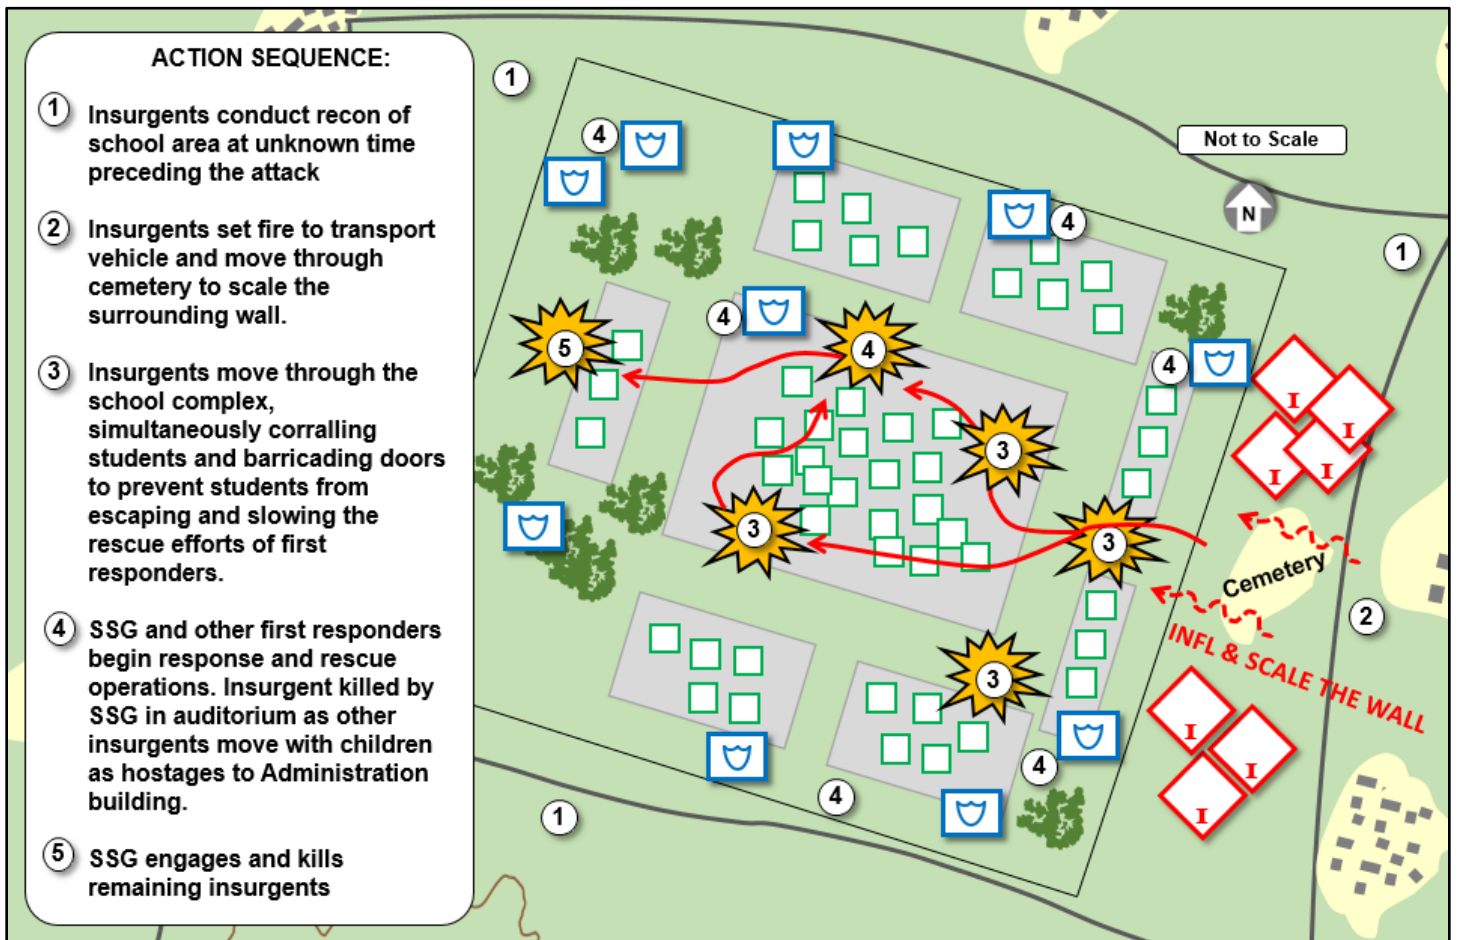 ACTION SEQUENCE:
1 Insurgents conduct recon of
school area at unknown time
preceding the attack
2 Insurgents set fire to transport
vehicle and move through
cemetery to scale the
surrounding wall.
3 Insurgents move through the
school complex,
simultaneously corralling
students and barricading doors
to prevent students from
escaping and slowing the
rescue efforts of first
responders.
4 SSG and other first responders
begin response and rescue
operations. Insurgent killed by
SSG in auditorium as other
insurgents move with children
as hostages to Administration
building.
5 SSG engages and kills
remaining insurgents
1
Not to Scale
4
N
4
1
4
5
4
4
I
I
I
I
3
3
3
Cemetery
2
INFL & SCALE THE WALL
3
I
I
I
4
4
1